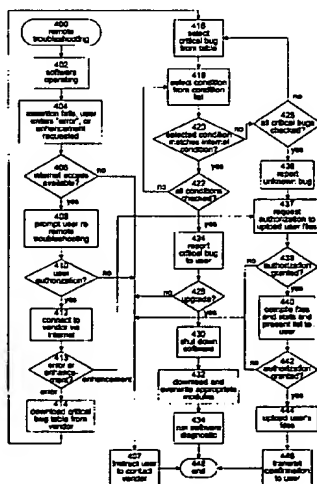 400
remote
troubleshooting
402
software
operating
404
assertion fails, user
enters "error", or
enhancement
requested
406
internet access
available?
no
yes
408
prompt user re
remote
troubleshooting
410
user
authorization?
no
yes
412
connect to
vendor via
internet
413
error or
enhance-
ment?
enhancement
error
414
download critical
bug table from
vendor
407
instruct user
to contact
vendor
416
select
critical bug
from table
418
select condition
from condition
list
420
selected condition
matches internal
condition?
no
yes
422
all conditions
checked?
no
yes
424
report
critical bug
to user
upgrade?
no
yes
430
shut down
software
432
download and
overwrite appropriate
modules
434
run software
diagnostic
448
end
all critical bugs
checked?
no
yes
436
report
unknown bug
437
request
authorization to
upload user files
438
authorization
granted?
no
yes
440
compile files
and stats and
present list to
user
442
authorization
granted?
no
yes
444
upload user's
files
446
transmit
confirmation to
user